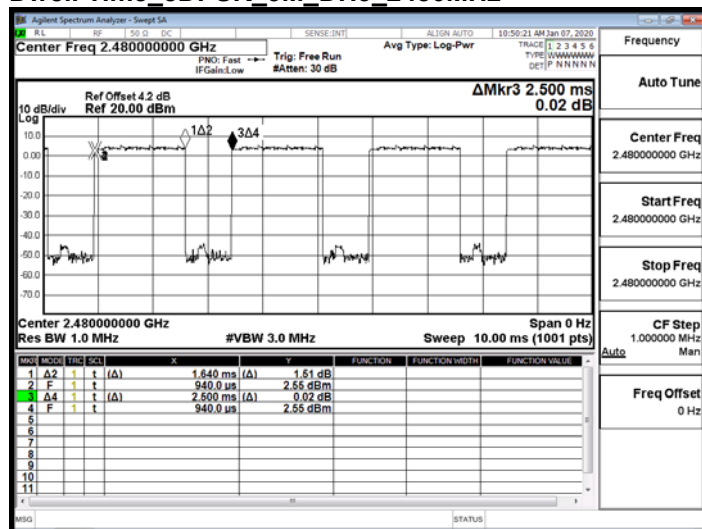 Agilent Spectrum Analyzer - Swept SA
RL RF 50 Ω DC SENSE:INT ALIGN AUTO 10:50:21 AM Jan 07, 2020
Center Freq 2.480000000 GHz
PNO: Fast
IFGain:Low
Trig: Free Run
#Atten: 30 dB
Avg Type: Log-Pwr
TRACE 1 2 3 4 5 6
TYPE WWWWWW
DET P N N N N N
Frequency
Auto Tune
Ref Offset 4.2 dB
Ref 20.00 dBm
ΔMkr3 2.500 ms
0.02 dB
10 dB/div
Log
10.0
0.00
-10.0
-20.0
-30.0
-40.0
-50.0
-60.0
-70.0
1Δ2
3Δ4
Center Freq
2.480000000 GHz
Start Freq
2.480000000 GHz
Stop Freq
2.480000000 GHz
CF Step
1.000000 MHz
Auto Man
Freq Offset
0 Hz
Center 2.480000000 GHz Span 0 Hz
Res BW 1.0 MHz #VBW 3.0 MHz Sweep 10.00 ms (1001 pts)
MKR MODE TRC SCL X Y FUNCTION FUNCTION WIDTH FUNCTION VALUE
1 Δ2 1 t (Δ) 1.640 ms (Δ) 1.51 dB
2 F 1 t 940.0 µs 2.55 dBm
3 Δ4 1 t (Δ) 2.500 ms (Δ) 0.02 dB
4 F 1 t 940.0 µs 2.55 dBm
5
6
7
8
9
10
11
MSG STATUS